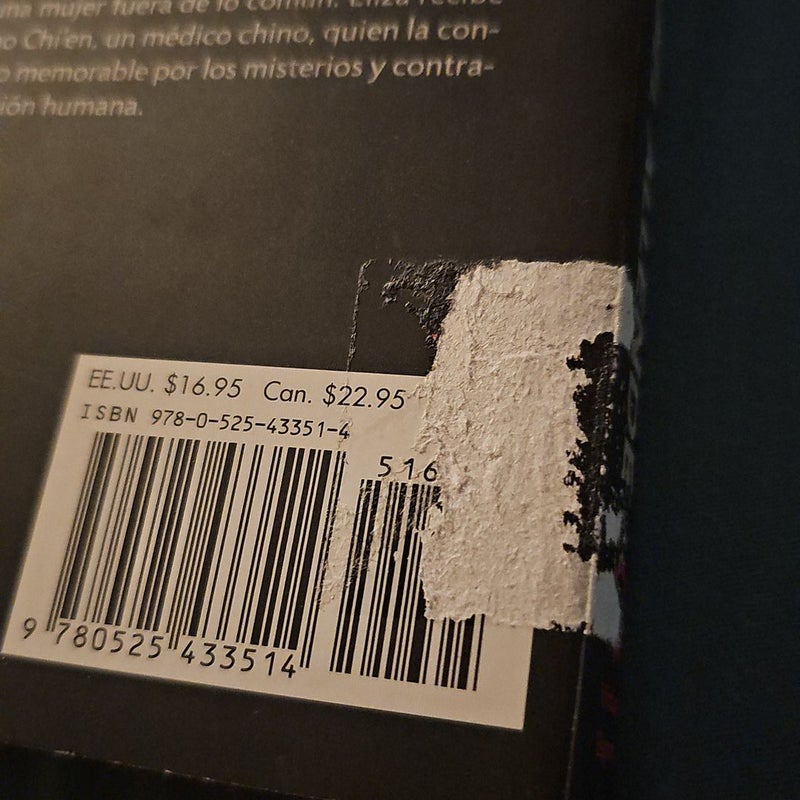 mujer fuera de lo común. Eliza recibe
Chi'en, un médico chino, quien la con-
memorable por los misterios y contra-
humana.
EE.UU. $16.95 Can. $22.95
ISBN 978-0-525-43351-4
516
9 780525 433514